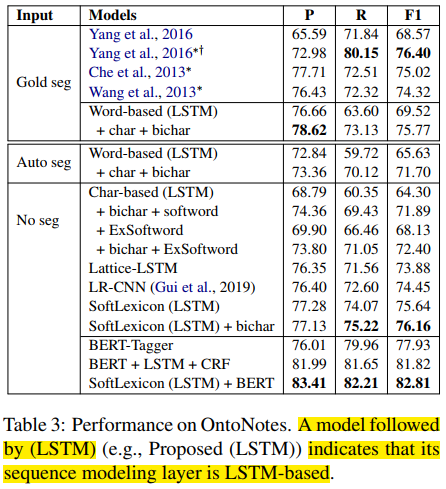 Input Models P R F1
Gold seg
Yang et al., 2016 65.59 71.84 68.57
Yang et al., 2016*† 72.98 80.15 76.40
Che et al., 2013* 77.71 72.51 75.02
Wang et al., 2013* 76.43 72.32 74.32
Word-based (LSTM) 76.66 63.60 69.52
+ char + bichar 78.62 73.13 75.77
Auto seg
Word-based (LSTM) 72.84 59.72 65.63
+ char + bichar 73.36 70.12 71.70
No seg
Char-based (LSTM) 68.79 60.35 64.30
+ bichar + softword 74.36 69.43 71.89
+ ExSoftword 69.90 66.46 68.13
+ bichar + ExSoftword 73.80 71.05 72.40
Lattice-LSTM 76.35 71.56 73.88
LR-CNN (Gui et al., 2019) 76.40 72.60 74.45
SoftLexicon (LSTM) 77.28 74.07 75.64
SoftLexicon (LSTM) + bichar 77.13 75.22 76.16
BERT-Tagger 76.01 79.96 77.93
BERT + LSTM + CRF 81.99 81.65 81.82
SoftLexicon (LSTM) + BERT 83.41 82.21 82.81
Table 3: Performance on OntoNotes. A model followed
by (LSTM) (e.g., Proposed (LSTM)) indicates that its
sequence modeling layer is LSTM-based.